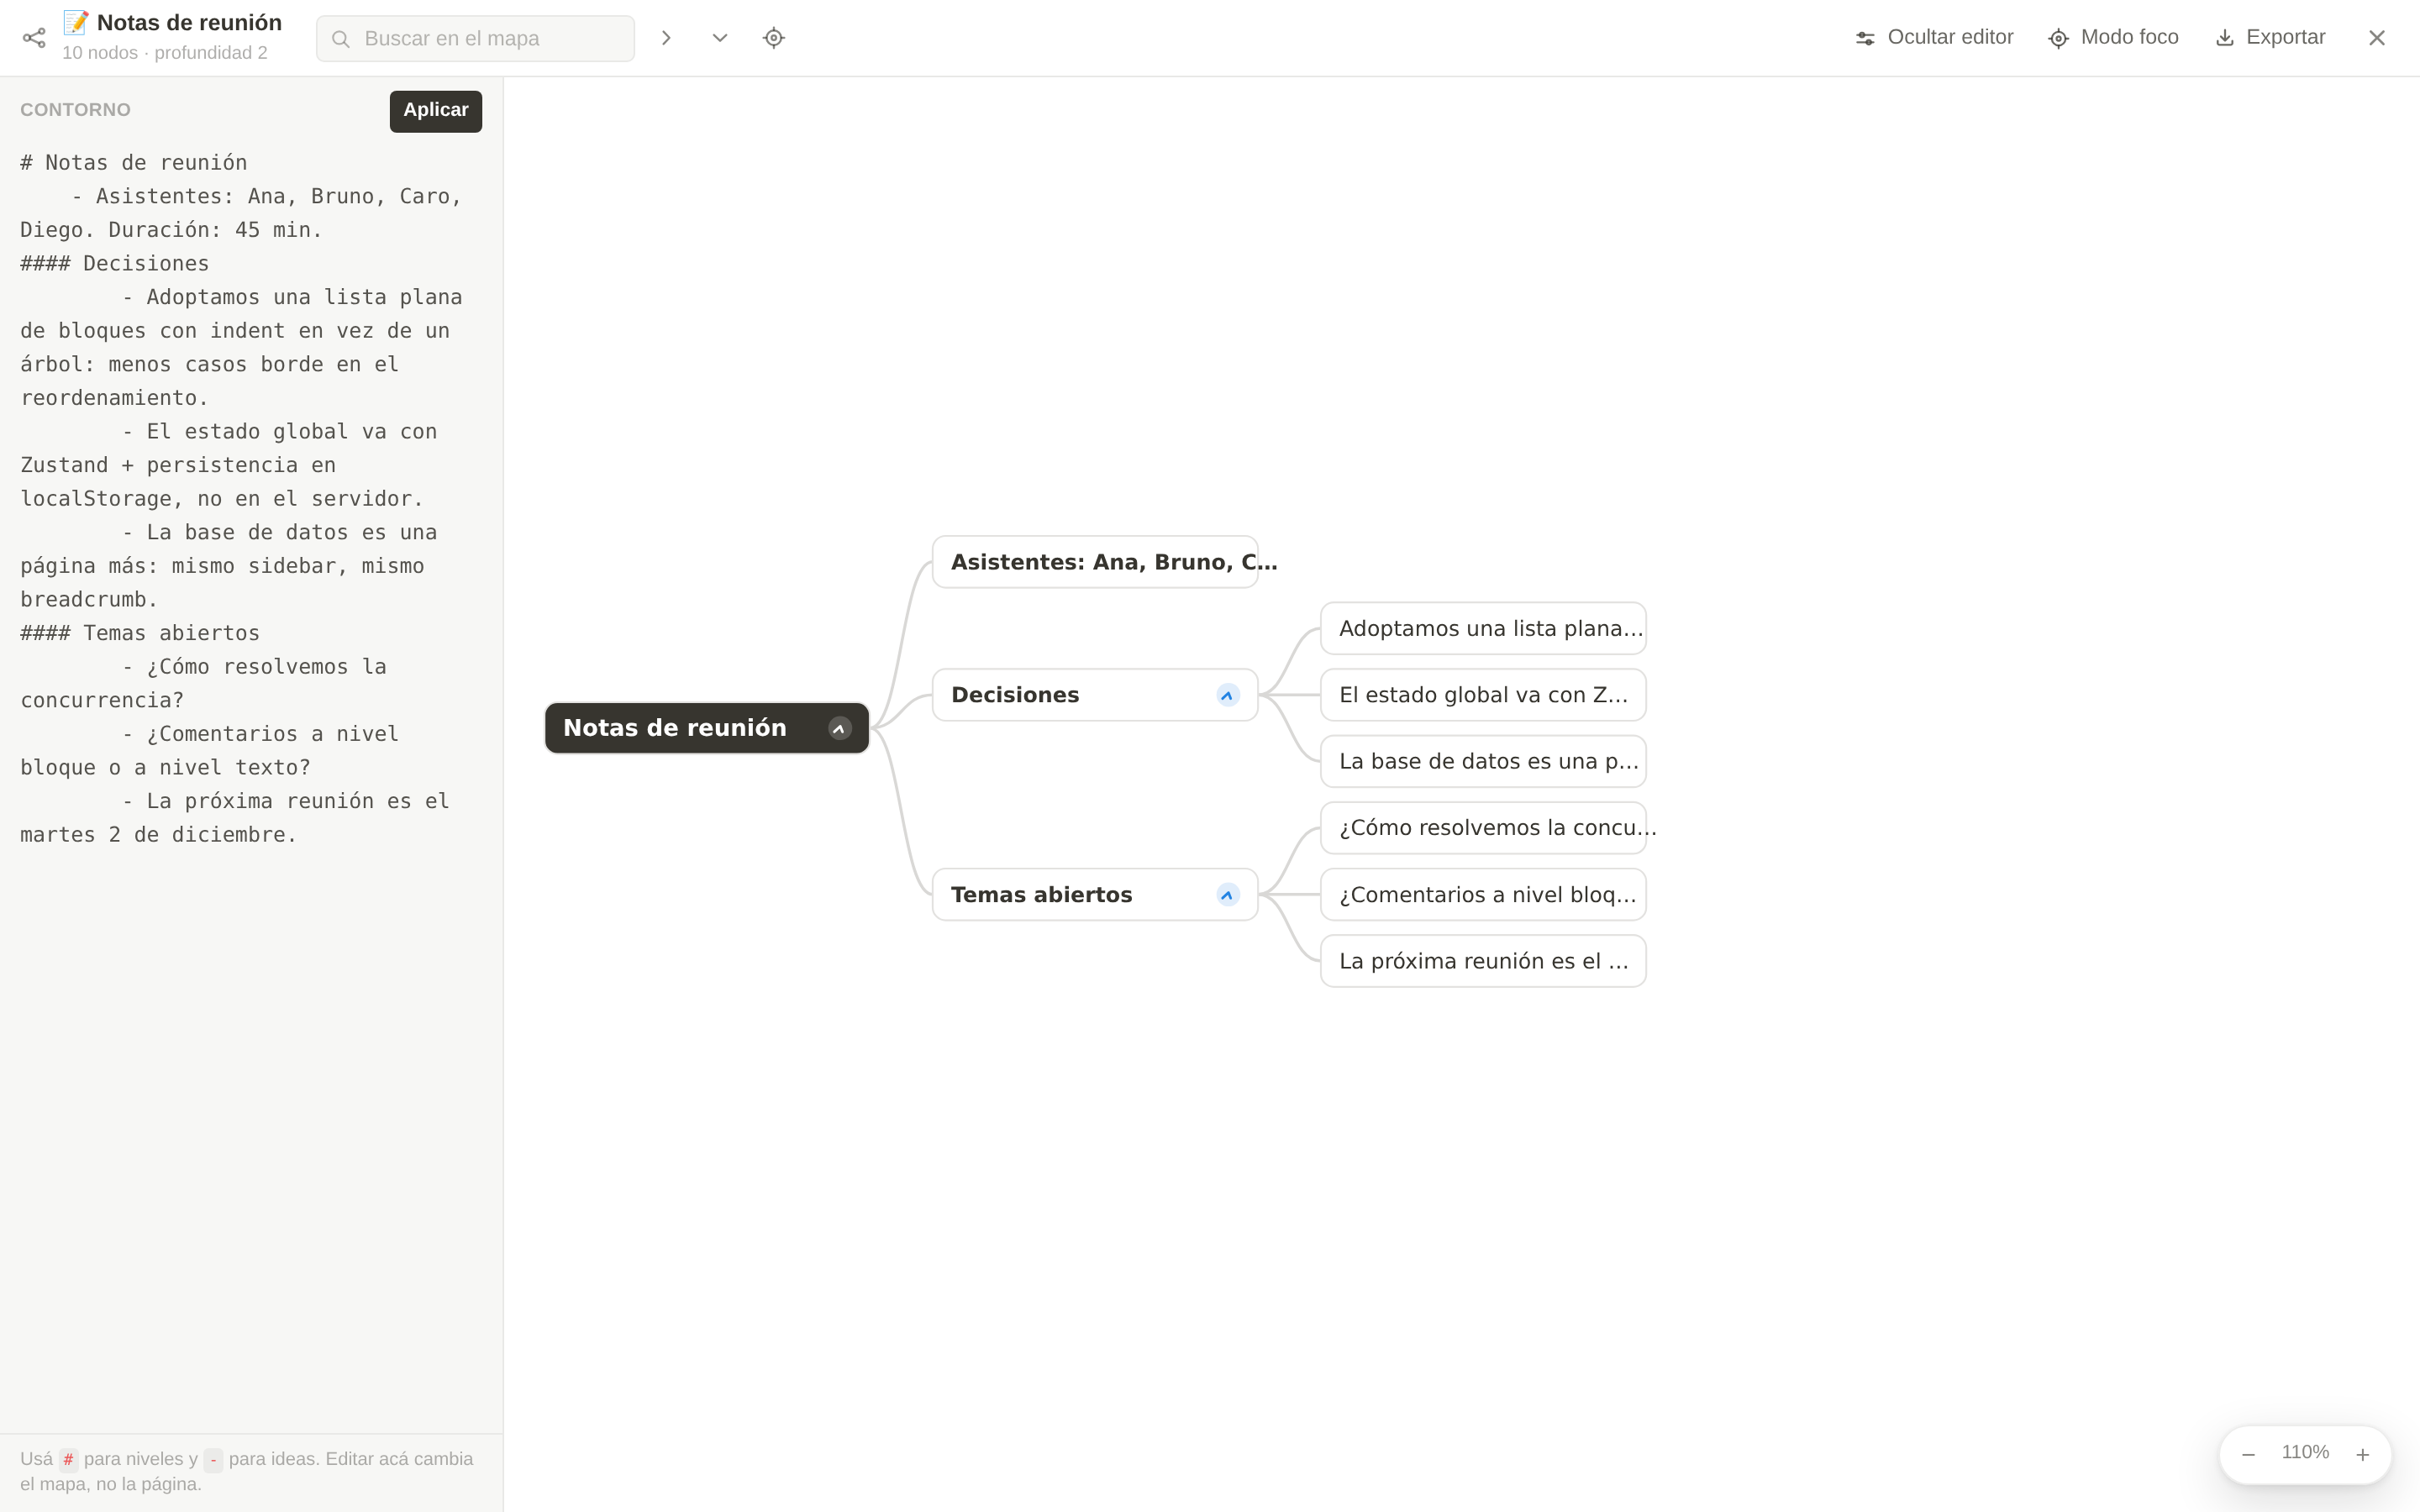 📝 Notas de reunión
10 nodos · profundidad 2
Buscar en el mapa
Ocultar editor
Modo foco
Exportar
CONTORNO
Aplicar
# Notas de reunión
- Asistentes: Ana, Bruno, Caro,
Diego. Duración: 45 min.
#### Decisiones
- Adoptamos una lista plana
de bloques con indent en vez de un
árbol: menos casos borde en el
reordenamiento.
- El estado global va con
Zustand + persistencia en
localStorage, no en el servidor.
- La base de datos es una
página más: mismo sidebar, mismo
breadcrumb.
#### Temas abiertos
- ¿Cómo resolvemos la
concurrencia?
- ¿Comentarios a nivel
bloque o a nivel texto?
- La próxima reunión es el
martes 2 de diciembre.
Usá # para niveles y - para ideas. Editar acá cambia
el mapa, no la página.
Notas de reunión
Asistentes: Ana, Bruno, C...
Decisiones
Adoptamos una lista plana...
El estado global va con Z...
La base de datos es una p...
Temas abiertos
¿Cómo resolvemos la concu...
¿Comentarios a nivel bloq...
La próxima reunión es el ...
− 110% +